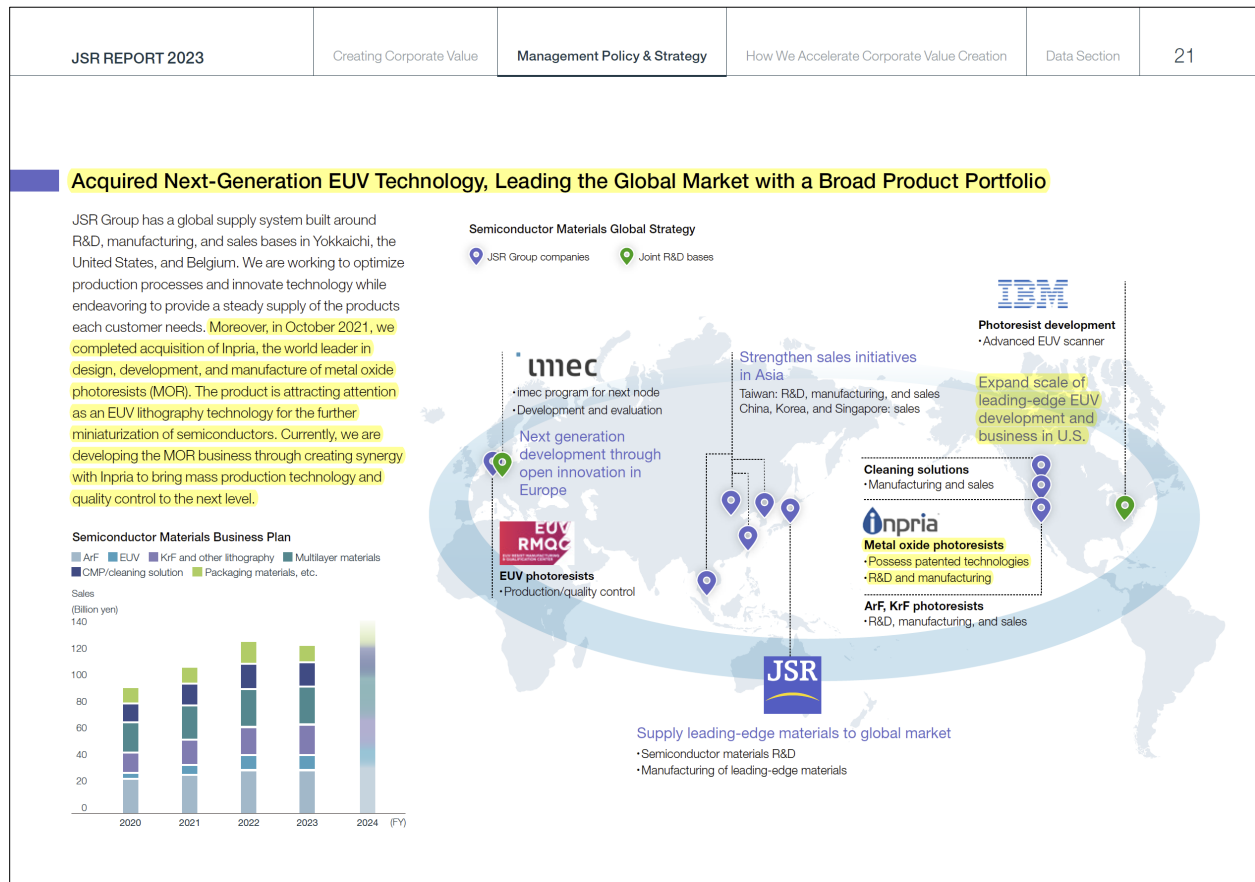 JSR REPORT 2023
Creating Corporate Value
Management Policy & Strategy
How We Accelerate Corporate Value Creation
Data Section
21
Acquired Next-Generation EUV Technology, Leading the Global Market with a Broad Product Portfolio
JSR Group has a global supply system built around
R&D, manufacturing, and sales bases in Yokkaichi, the
United States, and Belgium. We are working to optimize
production processes and innovate technology while
endeavoring to provide a steady supply of the products
each customer needs. Moreover, in October 2021, we
completed acquisition of Inpria, the world leader in
design, development, and manufacture of metal oxide
photoresists (MOR). The product is attracting attention
as an EUV lithography technology for the further
miniaturization of semiconductors. Currently, we are
developing the MOR business through creating synergy
with Inpria to bring mass production technology and
quality control to the next level.
Semiconductor Materials Business Plan
ArF EUV KrF and other lithography Multilayer materials
CMP/cleaning solution Packaging materials, etc.
Sales
(Billion yen)
140
120
100
80
60
40
20
0
2020 2021 2022 2023 2024 (FY)
Semiconductor Materials Global Strategy
JSR Group companies Joint R&D bases
imec
•imec program for next node
•Development and evaluation
Next generation
development through
open innovation in
Europe
EUV
RMQC
EUV RESIST MANUFACTURING
& QUALIFICATION CENTER
EUV photoresists
•Production/quality control
Strengthen sales initiatives
in Asia
Taiwan: R&D, manufacturing, and sales
China, Korea, and Singapore: sales
IBM
Photoresist development
•Advanced EUV scanner
Expand scale of
leading-edge EUV
development and
business in U.S.
Cleaning solutions
•Manufacturing and sales
inpria
Metal oxide photoresists
•Possess patented technologies
•R&D and manufacturing
ArF, KrF photoresists
•R&D, manufacturing, and sales
JSR
Supply leading-edge materials to global market
•Semiconductor materials R&D
•Manufacturing of leading-edge materials